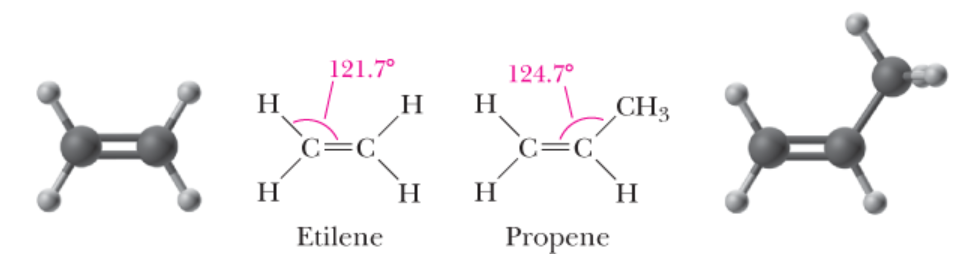 121.7°
H
H
C=C
H
H
Etilene
124.7°
H
CH₃
C=C
H
H
Propene